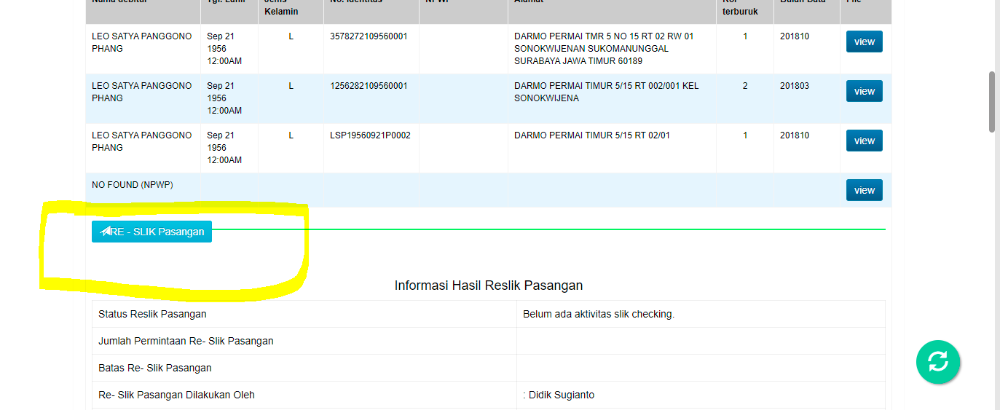 Nama debitur Tgl. Lahir Jenis Kelamin No. Identitas NPWP Alamat Kol terburuk Bulan Data File
LEO SATYA PANGGONO PHANG Sep 21 1956 12:00AM L 3578272109560001 DARMO PERMAI TMR 5 NO 15 RT 02 RW 01 SONOKWIJENAN SUKOMANUNGGAL SURABAYA JAWA TIMUR 60189 1 201810 view
LEO SATYA PANGGONO PHANG Sep 21 1956 12:00AM L 1256282109560001 DARMO PERMAI TIMUR 5/15 RT 002/001 KEL SONOKWIJENA 2 201803 view
LEO SATYA PANGGONO PHANG Sep 21 1956 12:00AM L LSP19560921P0002 DARMO PERMAI TIMUR 5/15 RT 02/01 1 201810 view
NO FOUND (NPWP) view
RE - SLIK Pasangan
Informasi Hasil Reslik Pasangan
Status Reslik Pasangan Belum ada aktivitas slik checking.
Jumlah Permintaan Re- Slik Pasangan
Batas Re- Slik Pasangan
Re- Slik Pasangan Dilakukan Oleh : Didik Sugianto